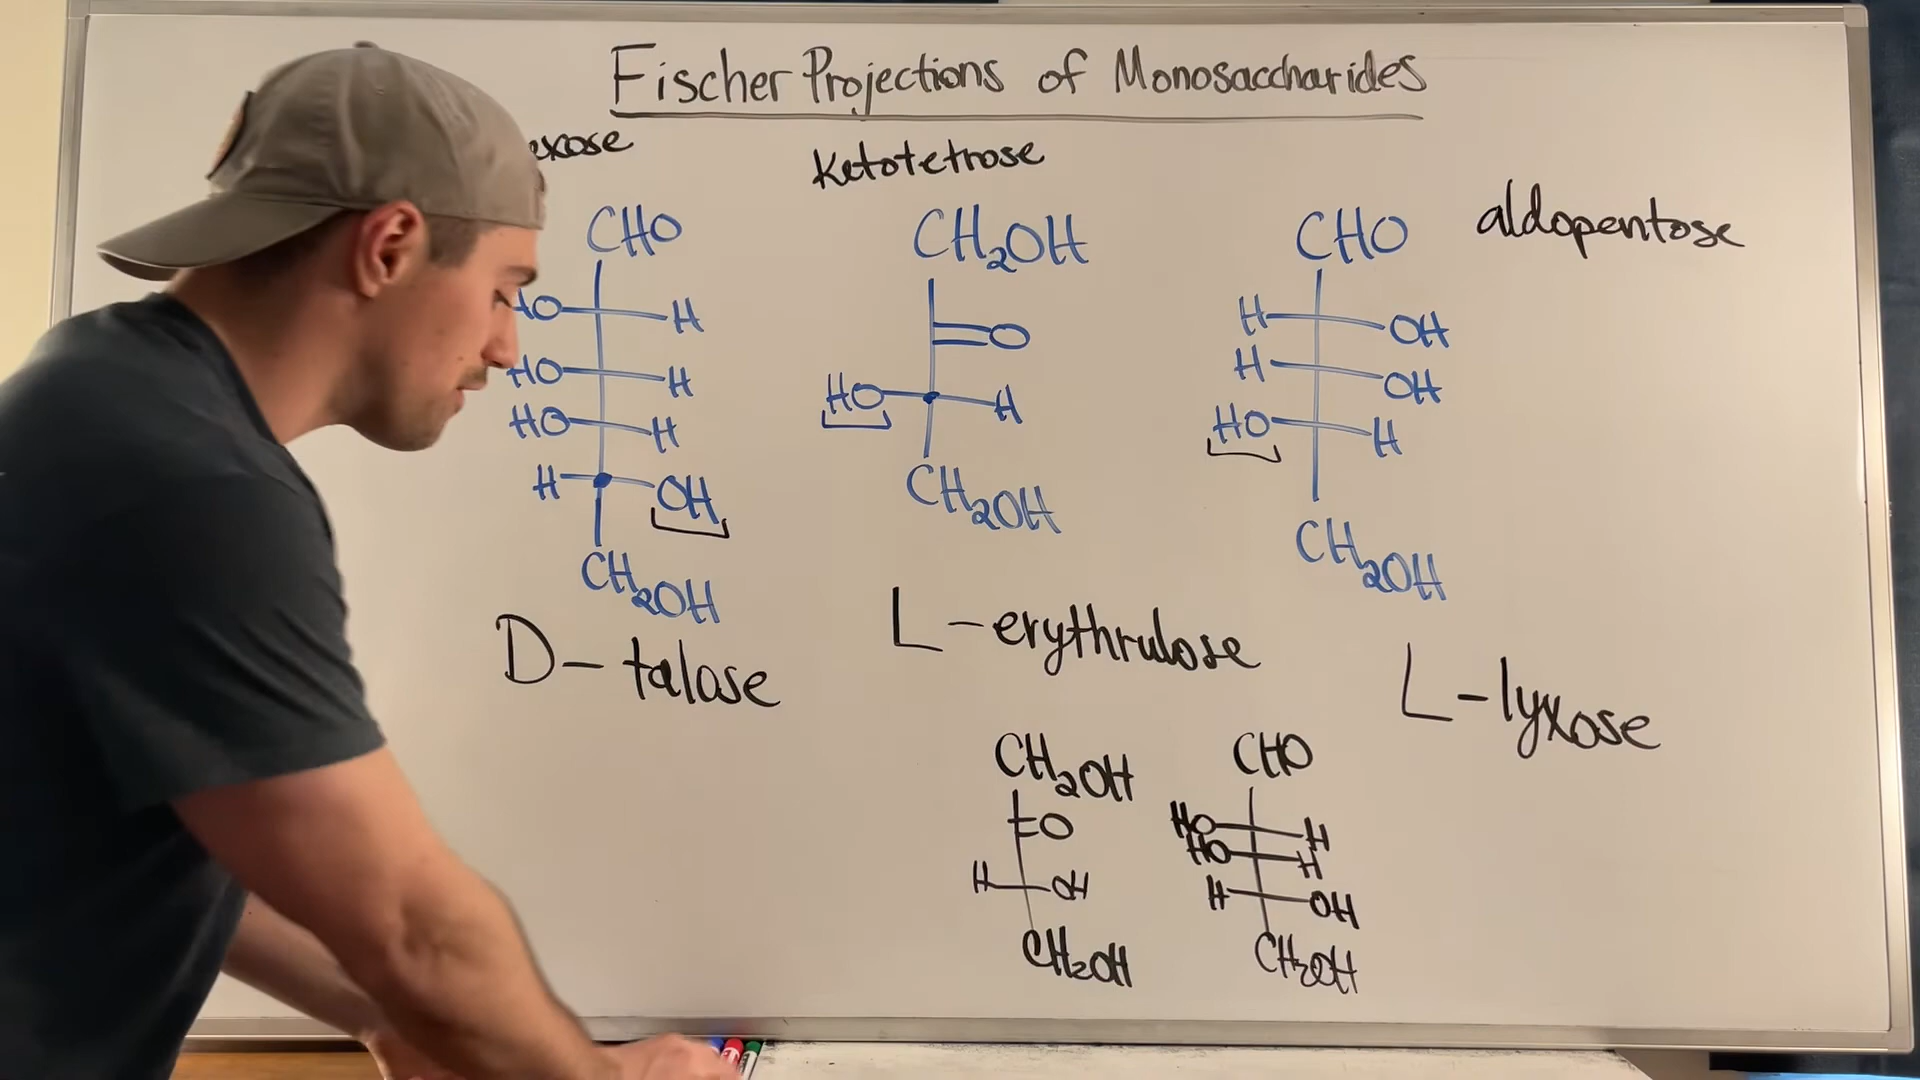 Fischer Projections of Monosaccharides
exose
Ketotetrose
aldopentose
CHO
HO H
HO H
HO H
H OH
CH2OH
D-talose
CH2OH
O
HO H
CH2OH
L-erythrulose
CHO
H OH
H OH
HO H
CH2OH
L-lyxose
CH2OH
O
H OH
CH2OH
CHO
HO H
HO H
H OH
CH2OH